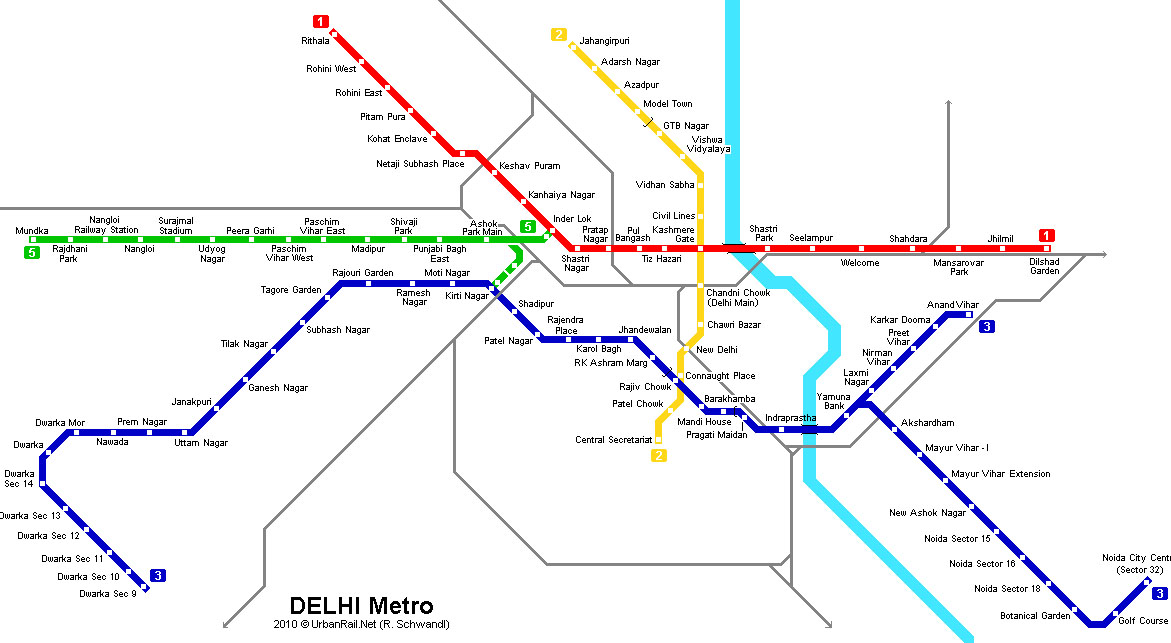 1
Rithala
Rohini West
Rohini East
Pitam Pura
Kohat Enclave
Netaji Subhash Place
Keshav Puram
Kanhaiya Nagar
Inder Lok
Shastri
Nagar
Pratap
Nagar
Pul
Bangash
Tiz Hazari
Kashmere
Gate
Shastri
Park
Seelampur
Welcome
Shahdara
Mansarovar
Park
Jhilmil
Dilshad
Garden
1
2
Jahangirpuri
Adarsh Nagar
Azadpur
Model Town
GTB Nagar
Vishwa
Vidyalaya
Vidhan Sabha
Civil Lines
Chandni Chowk
(Delhi Main)
Chawri Bazar
New Delhi
Connaught Place
Rajiv Chowk
Patel Chowk
Central Secretariat
2
Mundka
5
Rajdhani
Park
Nangloi
Railway Station
Nangloi
Surajmal
Stadium
Udyog
Nagar
Peera Garhi
Paschim
Vihar West
Paschim
Vihar East
Madipur
Shivaji
Park
Punjabi Bagh
East
Ashok
Park Main
5
Rajouri Garden
Moti Nagar
Tagore Garden
Ramesh
Nagar
Kirti Nagar
Subhash Nagar
Tilak Nagar
Ganesh Nagar
Janakpuri
Uttam Nagar
Prem Nagar
Nawada
Dwarka Mor
Dwarka
Dwarka
Sec 14
Dwarka Sec 13
Dwarka Sec 12
Dwarka Sec 11
Dwarka Sec 10
Dwarka Sec 9
3
Shadipur
Patel Nagar
Rajendra
Place
Karol Bagh
Jhandewalan
RK Ashram Marg
Barakhamba
Mandi House
Pragati Maidan
Indraprastha
Yamuna
Bank
Laxmi
Nagar
Nirman
Vihar
Preet
Vihar
Karkar Dooma
Anand Vihar
3
Akshardham
Mayur Vihar - I
Mayur Vihar Extension
New Ashok Nagar
Noida Sector 15
Noida Sector 16
Noida Sector 18
Botanical Garden
Golf Course
Noida City Centr
(Sector 32)
3
DELHI Metro
2010 © UrbanRail.Net (R. Schwandl)